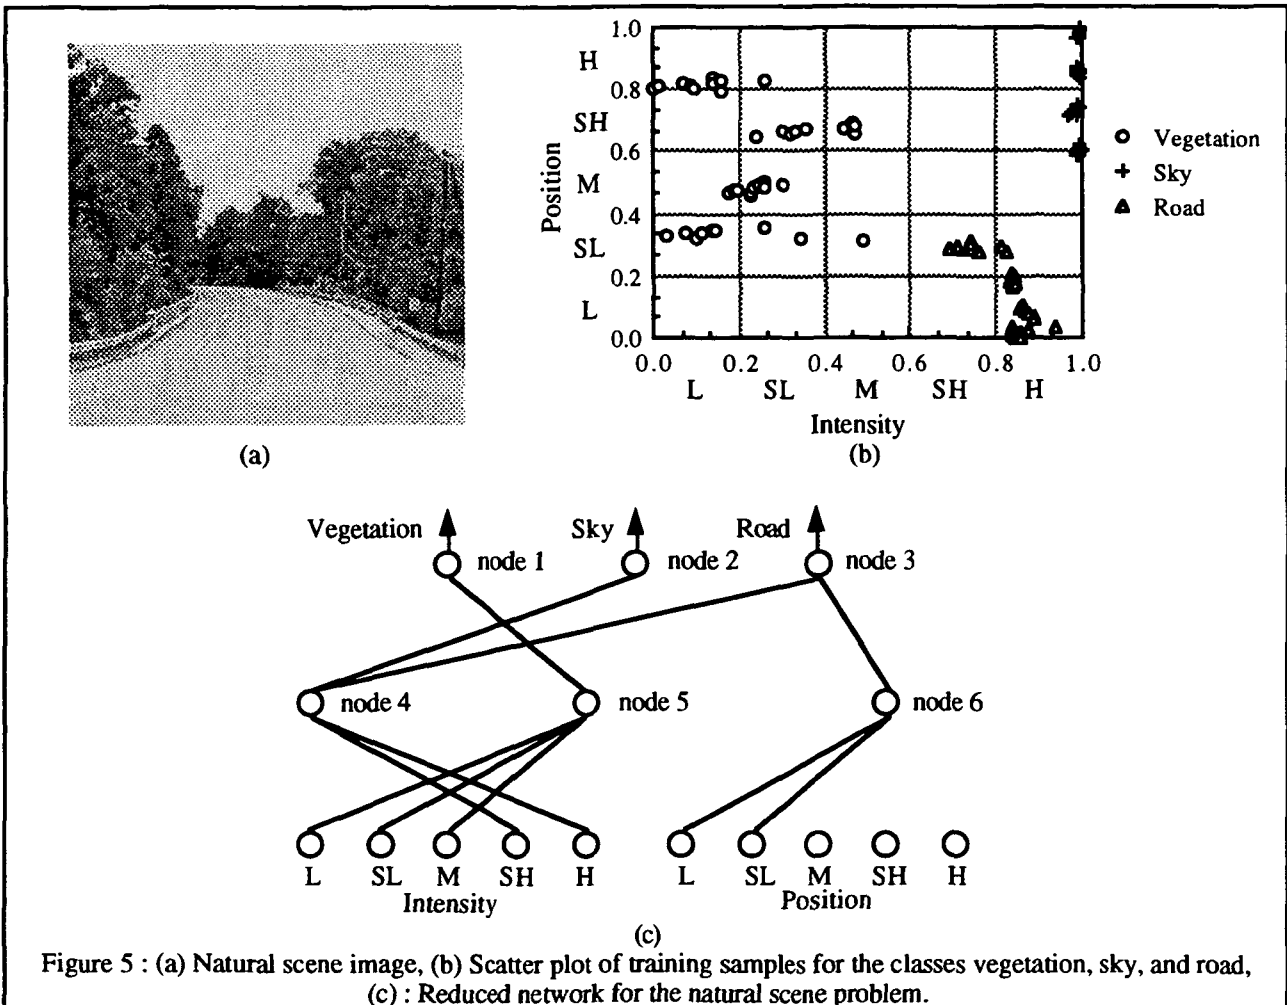 1.0
H
0.8
SH
0.6
M
0.4
SL
0.2
L
0.0
Position
0.0 0.2 0.4 0.6 0.8 1.0
L SL M SH H
Intensity
Vegetation
Sky
Road
(a)
(b)
Vegetation Sky Road
node 1 node 2 node 3
node 4 node 5 node 6
L SL M SH H L SL M SH H
Intensity Position
(c)
Figure 5 : (a) Natural scene image, (b) Scatter plot of training samples for the classes vegetation, sky, and road,
(c) : Reduced network for the natural scene problem.